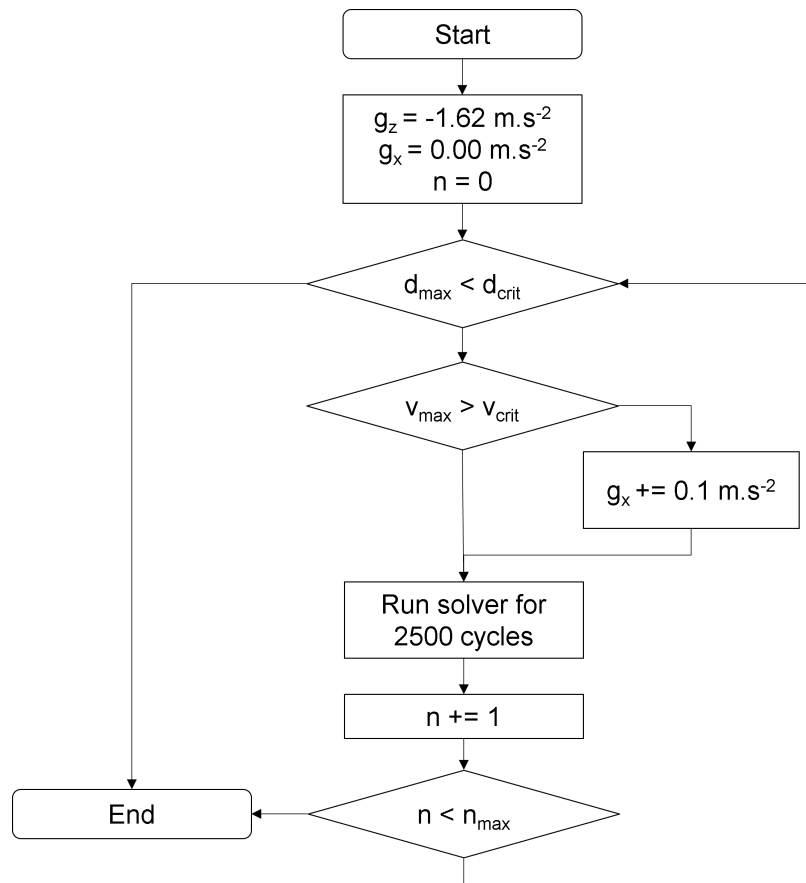 Start
g_z = -1.62 m.s^-2
g_x = 0.00 m.s^-2
n = 0
d_max < d_crit
v_max > v_crit
g_x += 0.1 m.s^-2
Run solver for
2500 cycles
n += 1
End
n < n_max